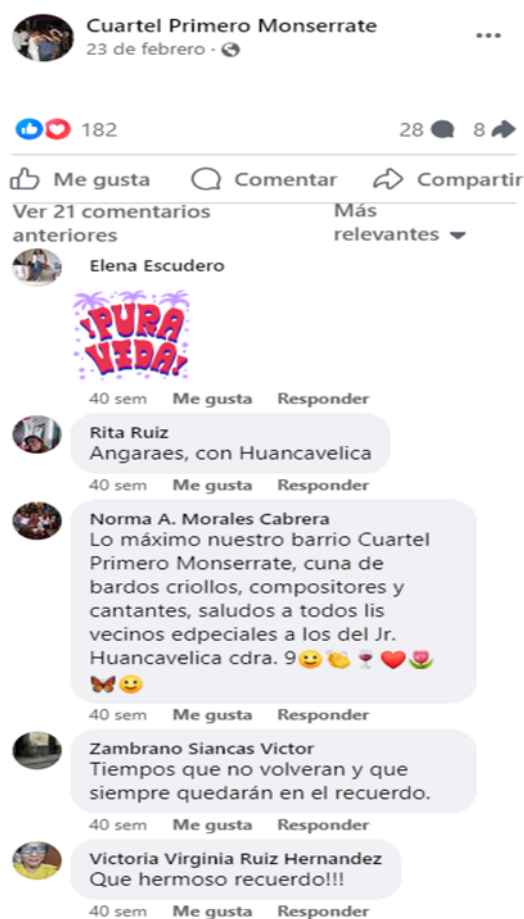 Cuartel Primero Monserrate
23 de febrero ·
182
28 8
Me gusta Comentar Compartir
Ver 21 comentarios
anteriores
Más
relevantes
Elena Escudero
¡PURA
VIDA!
40 sem Me gusta Responder
Rita Ruiz
Angaraes, con Huancavelica
40 sem Me gusta Responder
Norma A. Morales Cabrera
Lo máximo nuestro barrio Cuartel
Primero Monserrate, cuna de
bardos criollos, compositores y
cantantes, saludos a todos lis
vecinos edpeciales a los del Jr.
Huancavelica cdra. 9😀👏🍷❤️🌷
🦋😀
40 sem Me gusta Responder
Zambrano Siancas Victor
Tiempos que no volveran y que
siempre quedarán en el recuerdo.
40 sem Me gusta Responder
Victoria Virginia Ruiz Hernandez
Que hermoso recuerdo!!!
40 sem Me gusta Responder